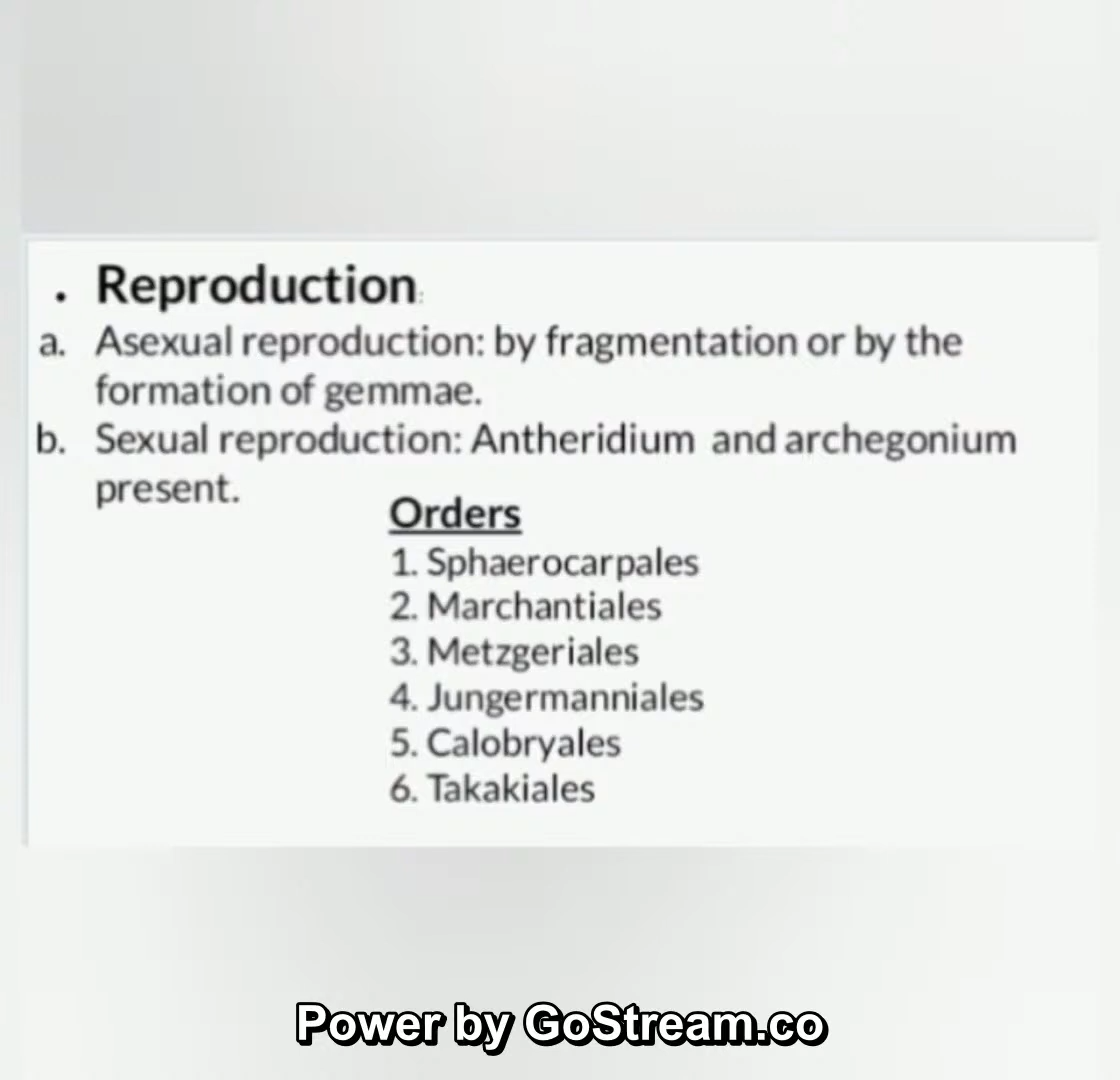 . Reproduction:
a. Asexual reproduction: by fragmentation or by the
formation of gemmae.
b. Sexual reproduction: Antheridium and archegonium
present.
Orders
1. Sphaerocarpales
2. Marchantiales
3. Metzgeriales
4. Jungermanniales
5. Calobryales
6. Takakiales
Power by GoStream.co